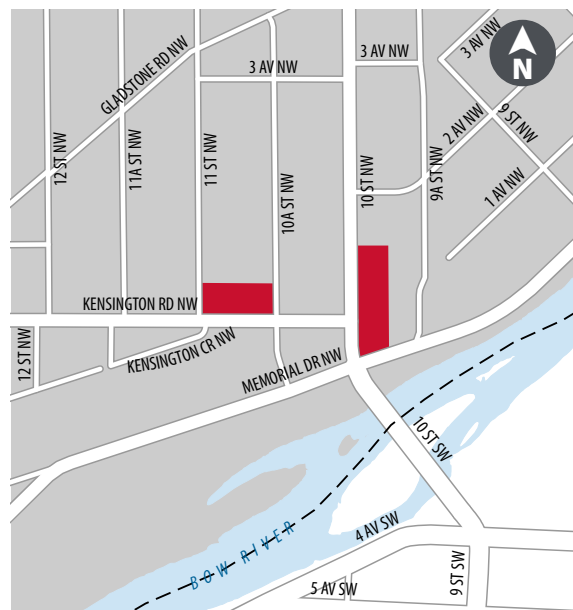 3 AV NW
N
GLADSTONE RD NW
3 AV NW
3 AV NW
9 ST NW
2 AV NW
12 ST NW
11A ST NW
11 ST NW
10A ST NW
10 ST NW
9A ST NW
1 AV NW
KENSINGTON RD NW
12 ST NW
KENSINGTON CR NW
MEMORIAL DR NW
10 ST SW
BOW RIVER
4 AV SW
5 AV SW
9 ST SW